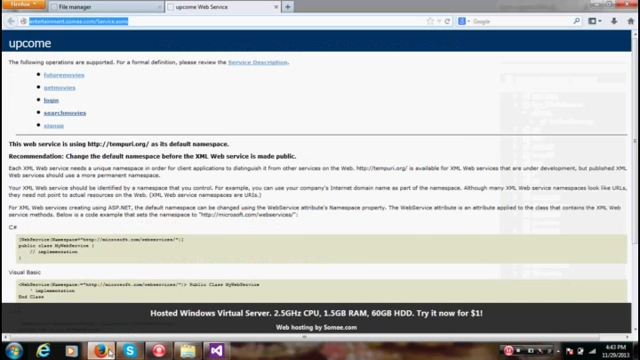 Firefox
File manager
upcome Web Service
entertainment.somee.com/Service.asmx
Google
upcome
The following operations are supported. For a formal definition, please review the Service Description.
futuremovies
getmovies
login
searchmovies
signup
This web service is using http://tempuri.org/ as its default namespace.
Recommendation: Change the default namespace before the XML Web service is made public.
Each XML Web service needs a unique namespace in order for client applications to distinguish it from other services on the Web. http://tempuri.org/ is available for XML Web services that are under development, but published XML
Web services should use a more permanent namespace.
Your XML Web service should be identified by a namespace that you control. For example, you can use your company's Internet domain name as part of the namespace. Although many XML Web service namespaces look like URLs,
they need not point to actual resources on the Web. (XML Web service namespaces are URIs.)
For XML Web services creating using ASP.NET, the default namespace can be changed using the WebService attribute's Namespace property. The WebService attribute is an attribute applied to the class that contains the XML Web
service methods. Below is a code example that sets the namespace to "http://microsoft.com/webservices/":
C#
[WebService(Namespace="http://microsoft.com/webservices/")]
public class MyWebService {
// implementation
}
Visual Basic
<WebService(Namespace:="http://microsoft.com/webservices/")> Public Class MyWebService
' implementation
End Class
Hosted Windows Virtual Server. 2.5GHz CPU, 1.5GB RAM, 60GB HDD. Try it now for $1!
Web hosting by Somee.com
4:43 PM
11/29/2013